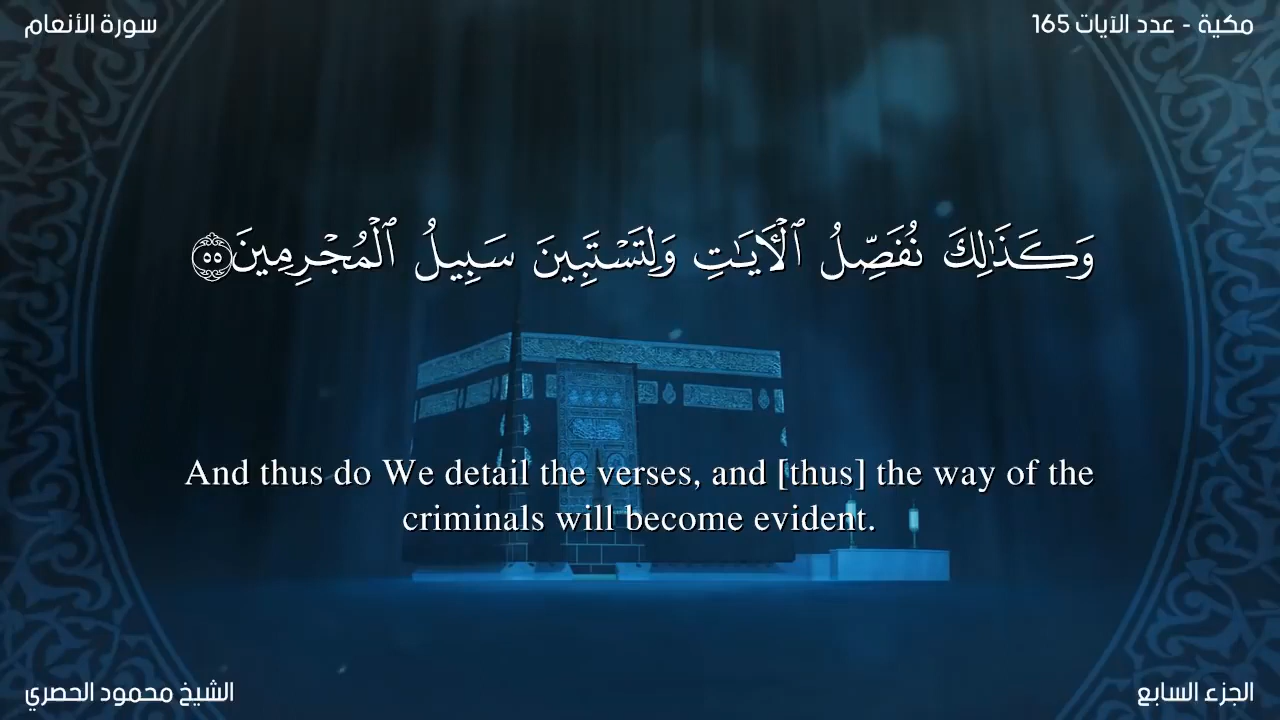 سورة الأنعام
مكية - عدد الآيات 165
وَكَذَٰلِكَ نُفَصِّلُ ٱلۡأٓيَٰتِ وَلِتَسۡتَبِينَ سَبِيلُ ٱلۡمُجۡرِمِينَ ٥٥
And thus do We detail the verses, and [thus] the way of the
criminals will become evident.
الشيخ محمود الحصري
الجزء السابع